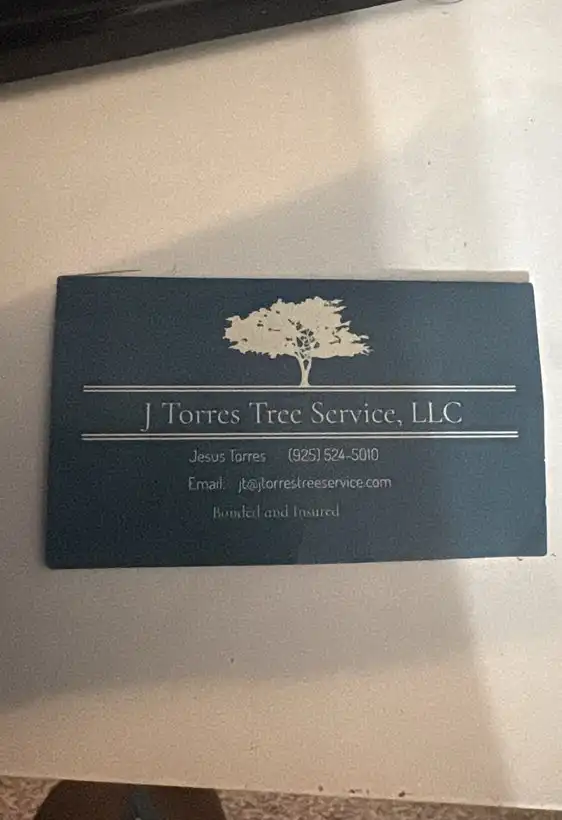 J Torres Tree Service, LLC
Jesus Torres (925) 524-5010
Email: jt@jtorrestreeservice.com
Bonded and Insured